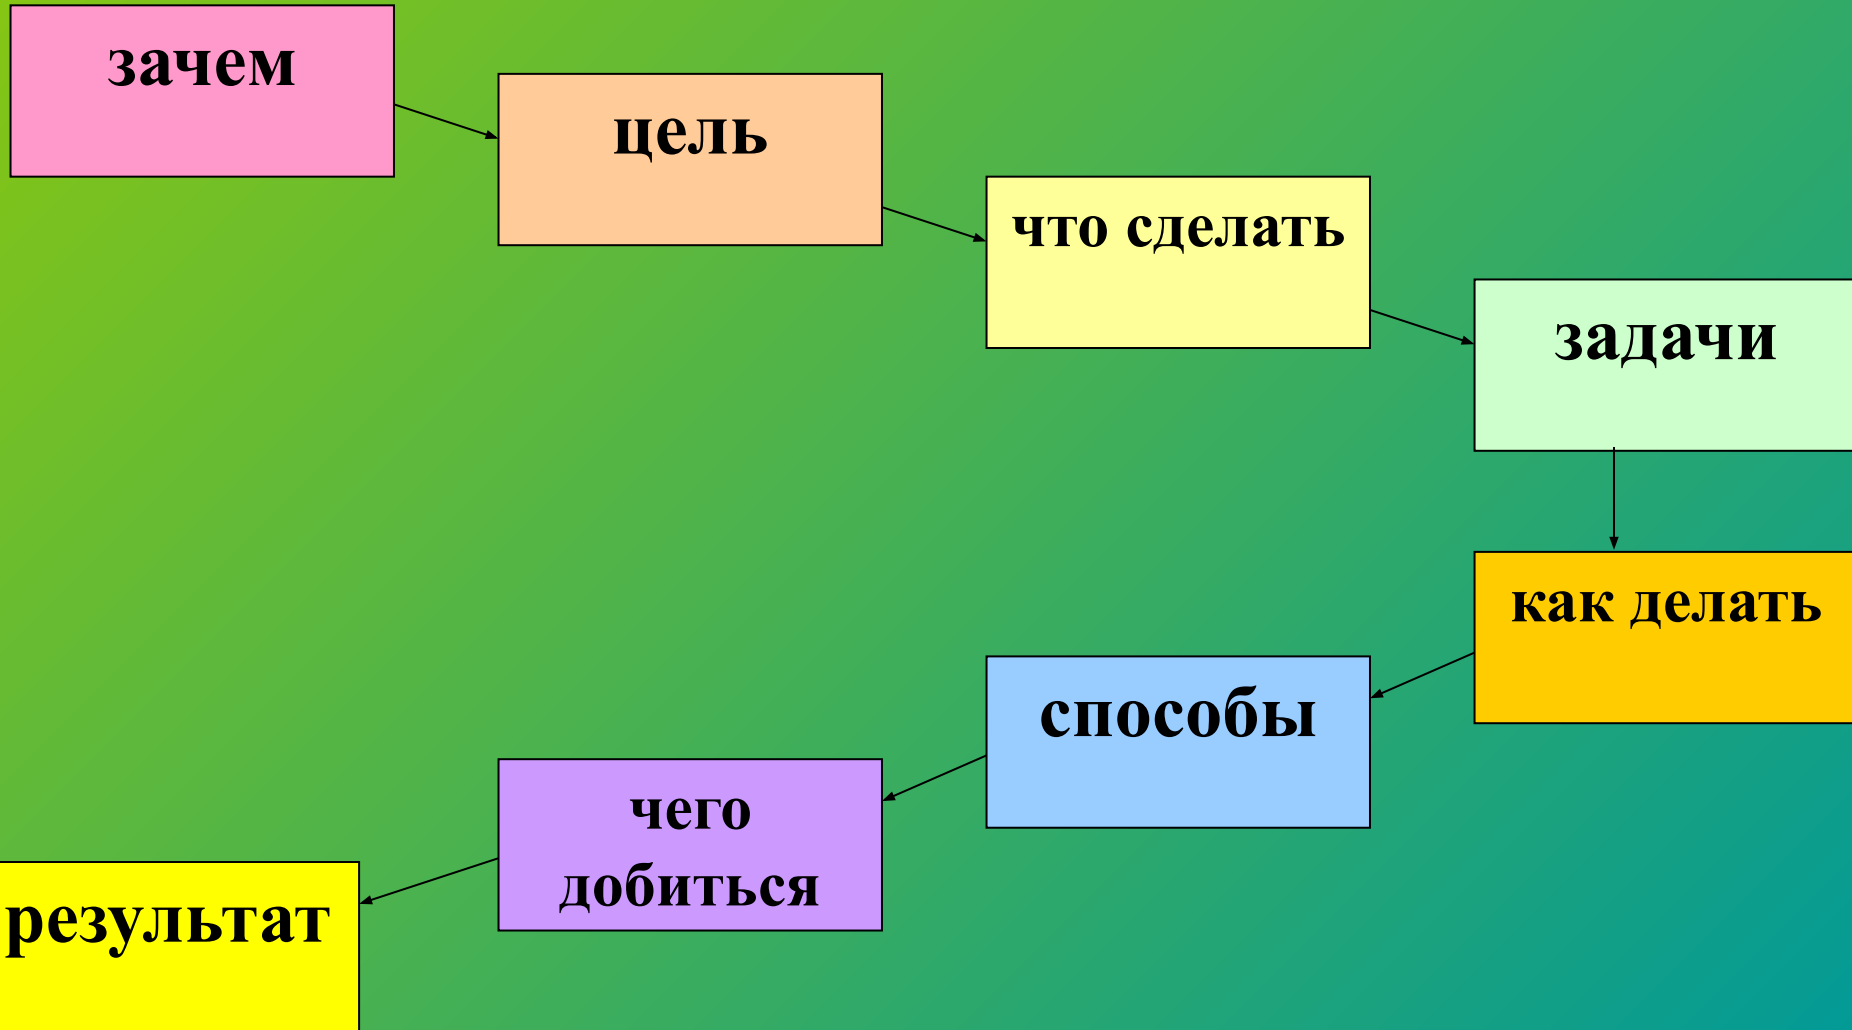 зачем
цель
что сделать
задачи
как делать
способы
чего
добиться
результат